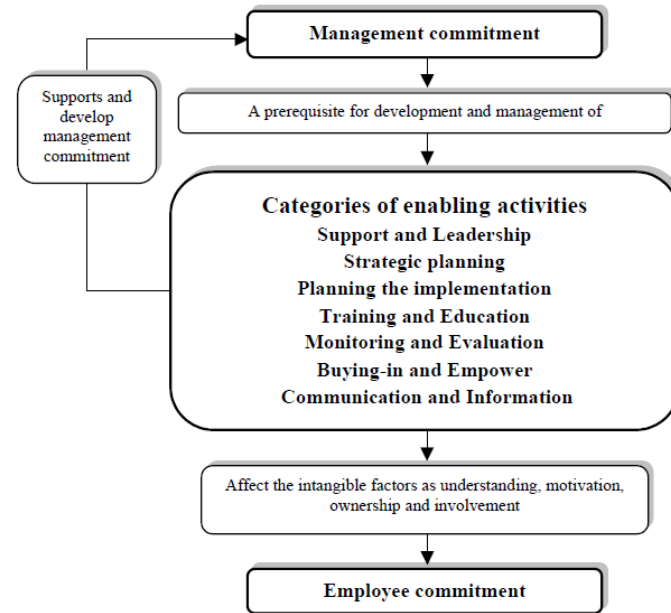 Management commitment
Supports and
develop
management
commitment
A prerequisite for development and management of
Categories of enabling activities
Support and Leadership
Strategic planning
Planning the implementation
Training and Education
Monitoring and Evaluation
Buying-in and Empower
Communication and Information
Affect the intangible factors as understanding, motivation,
ownership and involvement
Employee commitment